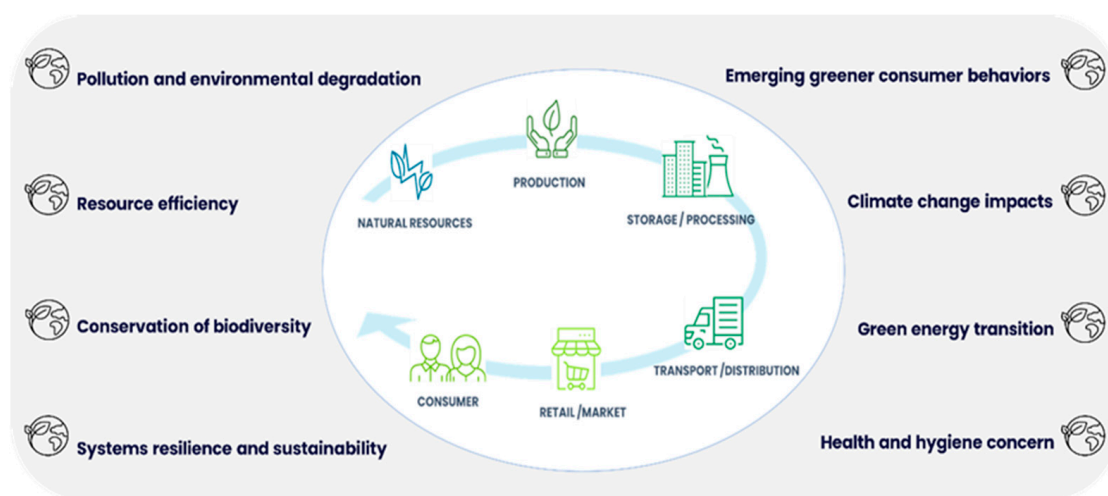 Pollution and environmental degradation
Resource efficiency
Conservation of biodiversity
Systems resilience and sustainability
PRODUCTION
NATURAL RESOURCES
STORAGE / PROCESSING
TRANSPORT / DISTRIBUTION
RETAIL / MARKET
CONSUMER
Emerging greener consumer behaviors
Climate change impacts
Green energy transition
Health and hygiene concern